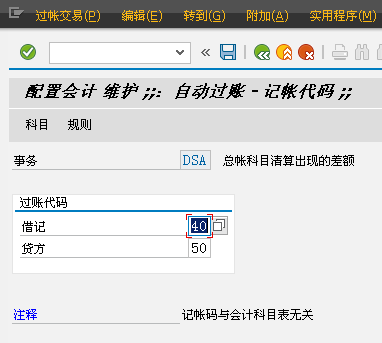 过帐交易(P) 编辑(E) 转到(G) 附加(A) 实用程序(M)
配置会计 维护 ;;: 自动过账 - 记帐代码 ;;
科目 规则
事务 DSA 总帐科目清算出现的差额
过账代码
借记 40
贷方 50
注释 记帐码与会计科目表无关